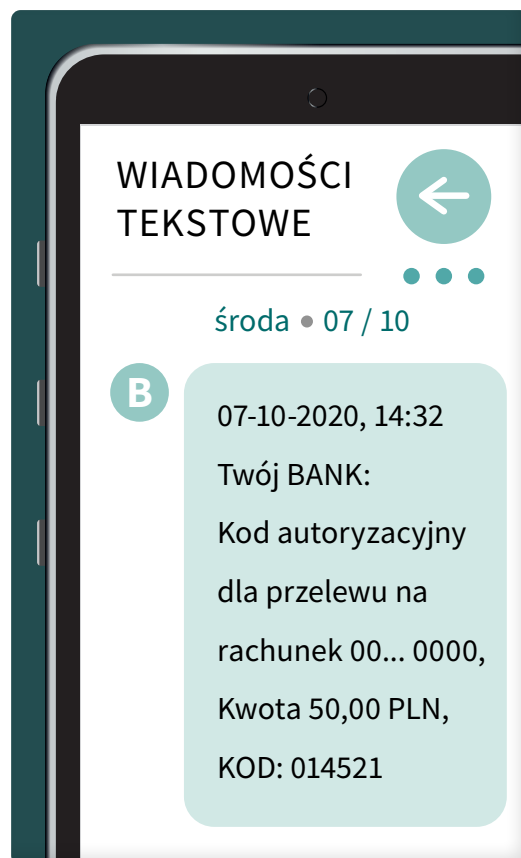 WIADOMOŚCI
TEKSTOWE
środa • 07 / 10
B
07-10-2020, 14:32
Twój BANK:
Kod autoryzacyjny
dla przelewu na
rachunek 00... 0000,
Kwota 50,00 PLN,
KOD: 014521